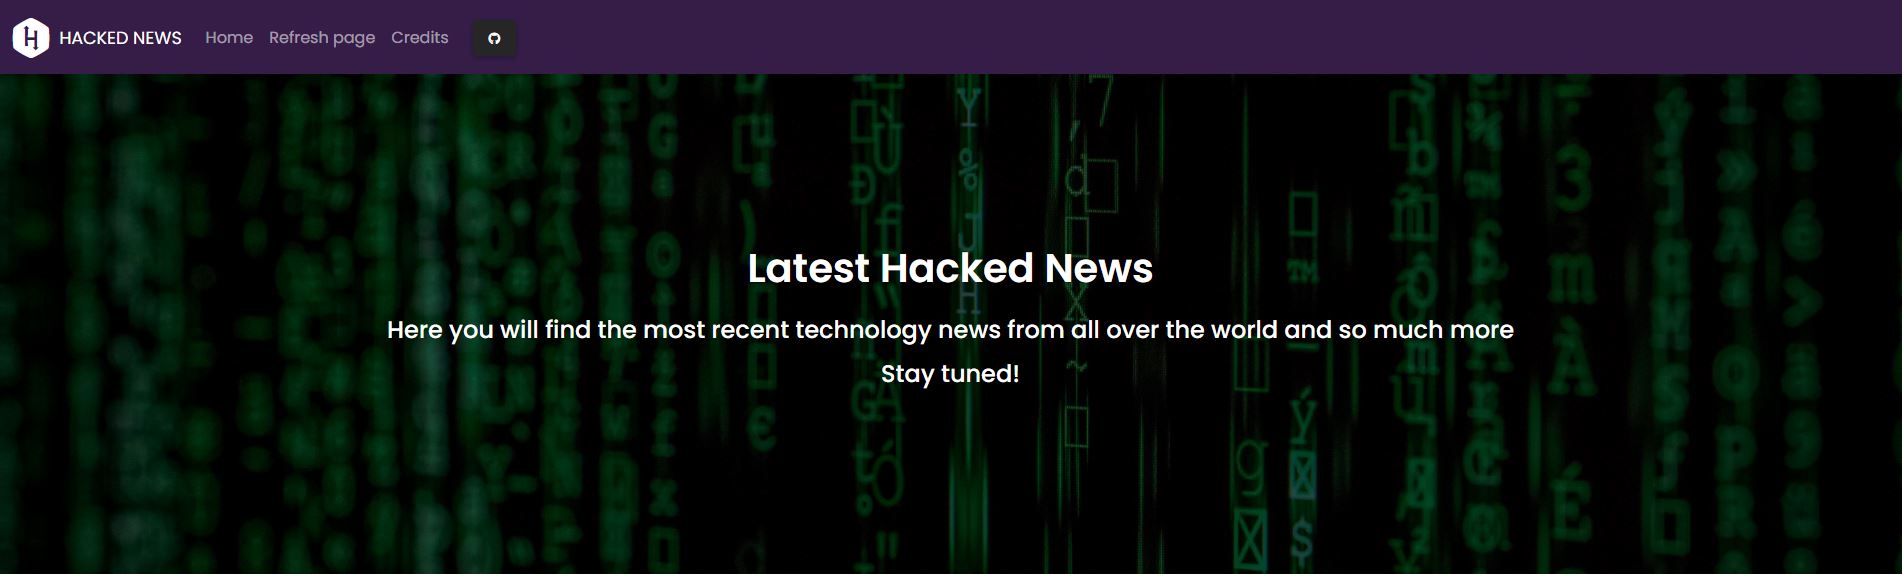 HACKED NEWS Home Refresh page Credits
Latest Hacked News
Here you will find the most recent technology news from all over the world and so much more
Stay tuned!